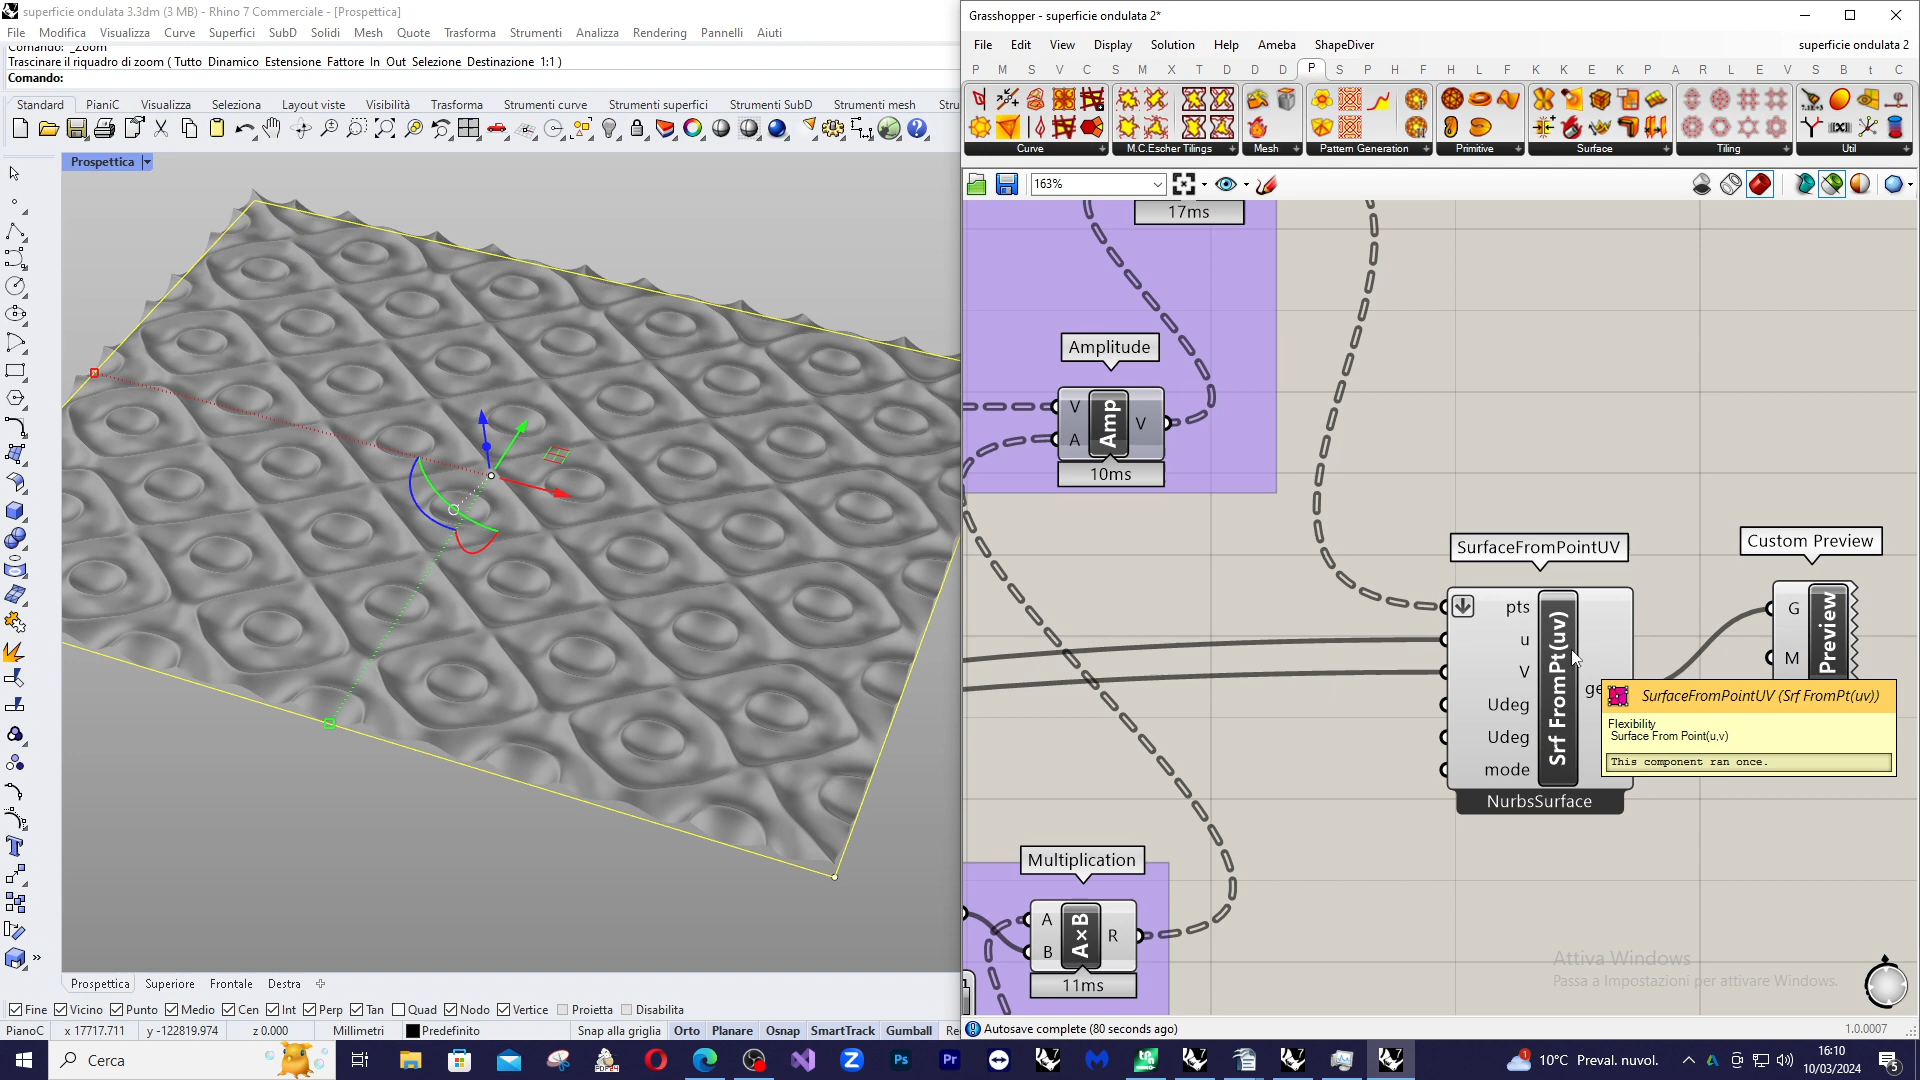 superficie ondulata 3.3dm (3 MB) - Rhino 7 Commerciale - [Prospettica]
File Modifica Visualizza Curve Superfici SubD Solidi Mesh Quote Trasforma Strumenti Analizza Rendering Pannelli Aiuti
Comando: _Zoom
Trascinare il riquadro di zoom ( Tutto Dinamico Estensione Fattore In Out Selezione Destinazione 1:1 )
Comando:
Standard PianiC Visualizza Seleziona Layout viste Visibilità Trasforma Strumenti curve Strumenti superfici Strumenti SubD Strumenti mesh Stru
Prospettica
Prospettica Superiore Frontale Destra
Fine Vicino Punto Medio Cen Int Perp Tan Quad Nodo Vertice Proietta Disabilita
PianoC x 17717.711 y -122819.974 z 0.000 Millimetri Predefinito Snap alla griglia Orto Planare Osnap SmartTrack Gumball Re
Grasshopper - superficie ondulata 2*
File Edit View Display Solution Help Ameba ShapeDiver superficie ondulata 2
P M S V C S M X T D D D P S P H F H L F K K E K P A R L E V S B t C
Curve M.C.Escher Tilings Mesh Pattern Generation Primitive Surface Tiling Util
163%
17ms
Amplitude
V
A
Amp
V
10ms
SurfaceFromPointUV
pts
u
V
Udeg
Udeg
mode
Srf FromPt(uv)
ge
NurbsSurface
Custom Preview
G
M
Preview
SurfaceFromPointUV (Srf FromPt(uv))
Flexibility
Surface From Point(u,v)
This component ran once.
Multiplication
A
B
A×B
R
11ms
1
Attiva Windows
Passa a Impostazioni per attivare Windows.
Autosave complete (80 seconds ago)
1.0.0007
Cerca
10°C Preval. nuvol.
16:10
10/03/2024